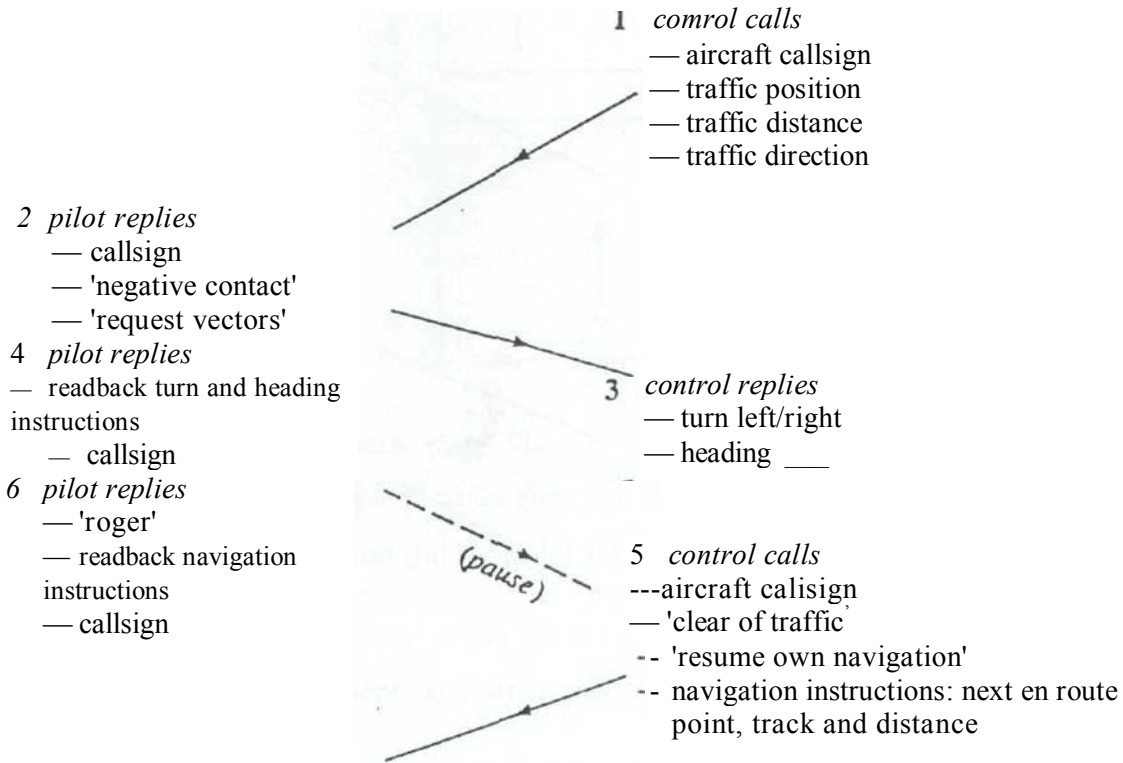 1 comrol calls
— aircraft callsign
— traffic position
— traffic distance
— traffic direction
2 pilot replies
— callsign
— 'negative contact'
— 'request vectors'
4 pilot replies
— readback turn and heading
instructions
— callsign
6 pilot replies
— 'roger'
— readback navigation
instructions
— callsign
3 control replies
— turn left/right
— heading ___
(pause)
5 control calls
---aircraft calisign
— 'clear of traffic'
-- 'resume own navigation'
-- navigation instructions: next en route
point, track and distance